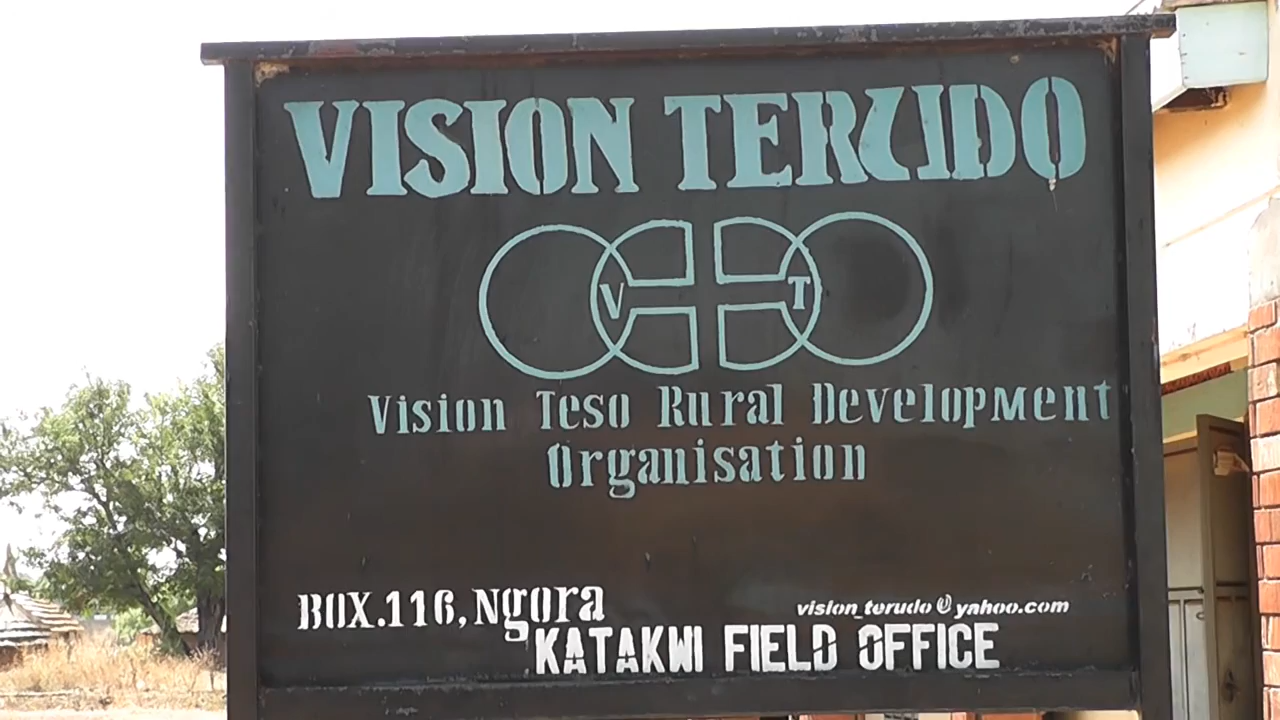 VISION TERUDO
V T
Vision Teso Rural Development
Organisation
BOX.116, Ngora
vision_terudo@yahoo.com
KATAKWI FIELD OFFICE